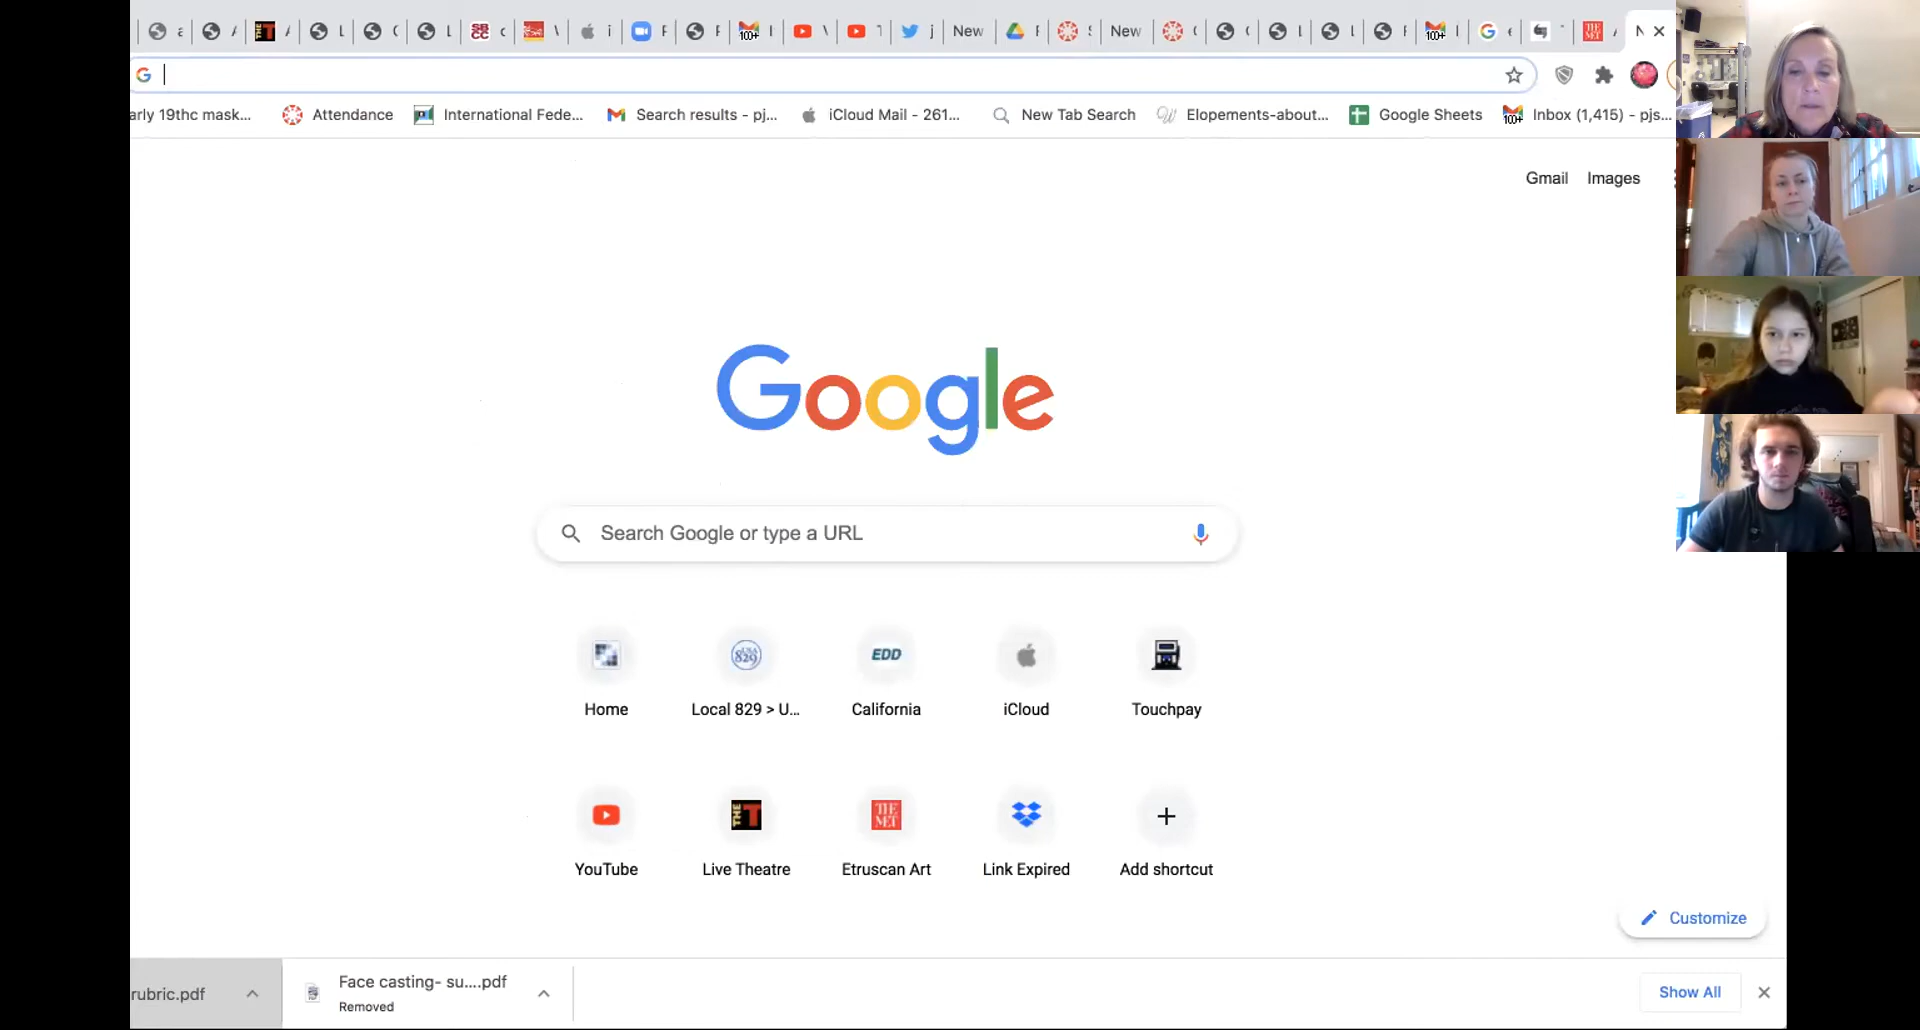 New
New
arly 19thc mask... Attendance International Fede... Search results - pj... iCloud Mail - 261... New Tab Search Elopements-about... Google Sheets Inbox (1,415) - pjs...
Gmail Images
Google
Search Google or type a URL
EDD
Home Local 829 > U... California iCloud Touchpay
THE T
THE MET
YouTube Live Theatre Etruscan Art Link Expired Add shortcut
Customize
rubric.pdf
Face casting- su....pdf
Removed
Show All